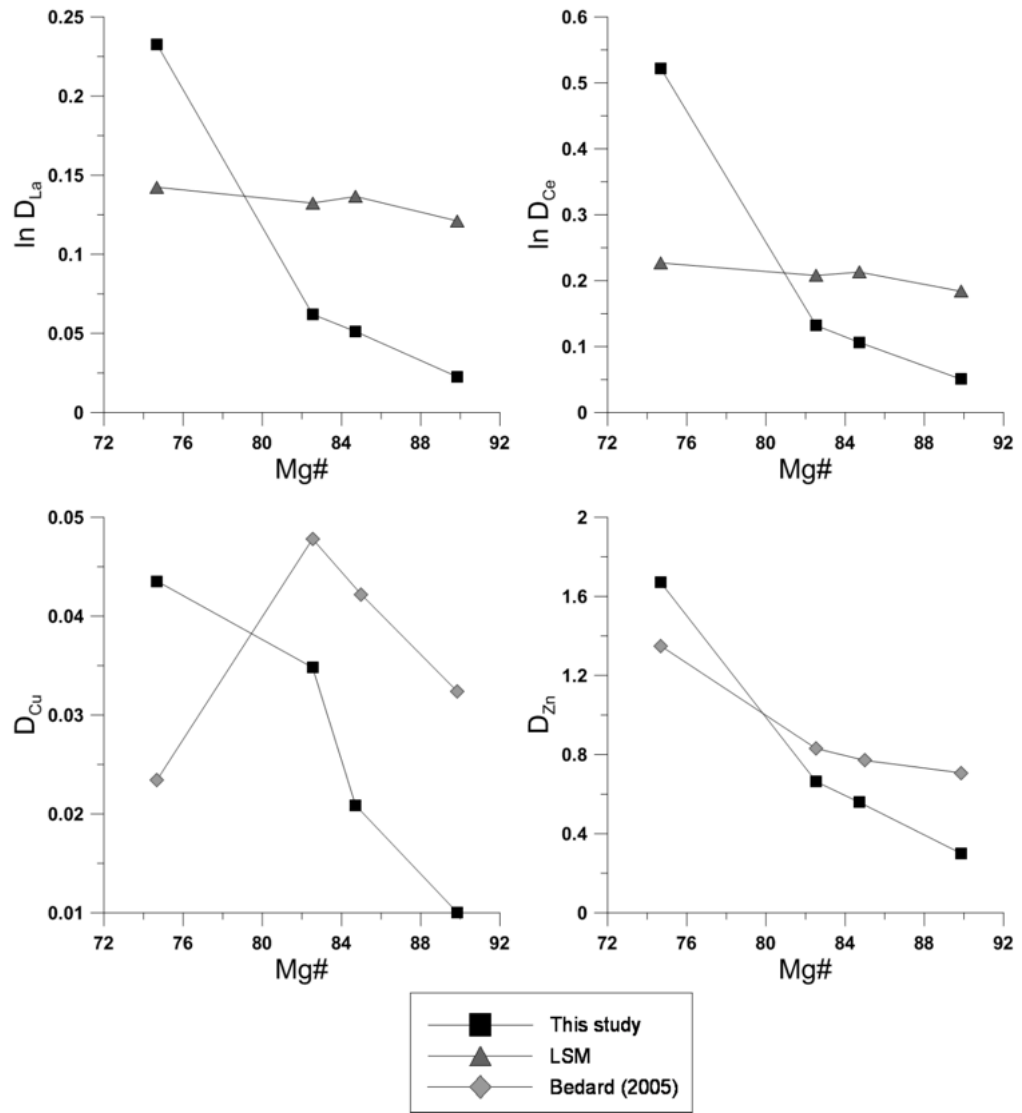 0.25
0.2
0.15
0.1
0.05
0
ln D_La
72 76 80 84 88 92
Mg#
0.6
0.5
0.4
0.3
0.2
0.1
0
ln D_Ce
72 76 80 84 88 92
Mg#
0.05
0.04
0.03
0.02
0.01
D_Cu
72 76 80 84 88 92
Mg#
2
1.6
1.2
0.8
0.4
0
D_Zn
72 76 80 84 88 92
Mg#
This study
LSM
Bedard (2005)